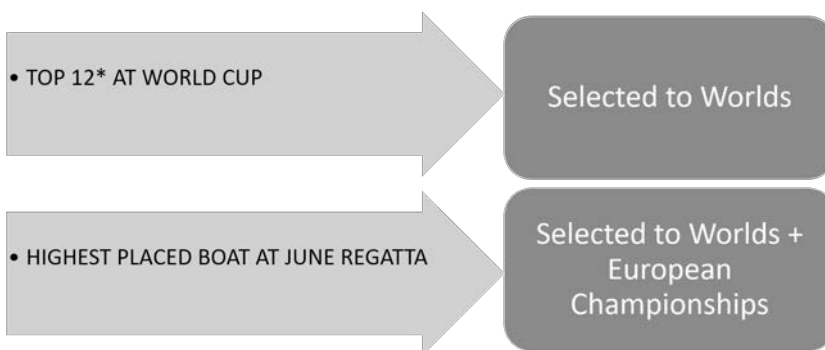 • TOP 12* AT WORLD CUP
Selected to Worlds
• HIGHEST PLACED BOAT AT JUNE REGATTA
Selected to Worlds +
European
Championships